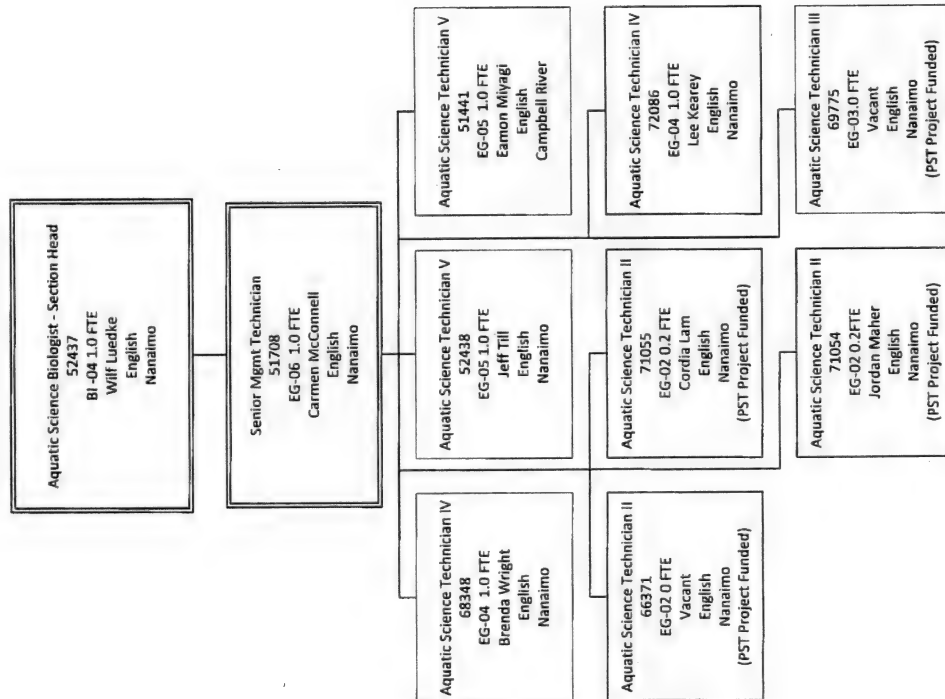 Aquatic Science Biologist - Section Head
52437
BI -04 1.0 FTE
Wilf Luedke
English
Nanaimo
Senior Mgmt Technician
51708
EG-06 1.0 FTE
Carmen McConnell
English
Nanaimo
Aquatic Science Technician IV
68348
EG-04 1.0 FTE
Brenda Wright
English
Nanaimo
Aquatic Science Technician V
52438
EG-05 1.0 FTE
Jeff Till
English
Nanaimo
Aquatic Science Technician V
51441
EG-05 1.0 FTE
Eamon Miyagi
English
Campbell River
Aquatic Science Technician II
66371
EG-02 0 FTE
Vacant
English
Nanaimo
(PST Project Funded)
Aquatic Science Technician II
71055
EG-02 0.2 FTE
Cordia Lam
English
Nanaimo
(PST Project Funded)
Aquatic Science Technician IV
72086
EG-04 1.0 FTE
Lee Kearey
English
Nanaimo
Aquatic Science Technician II
71054
EG-02 0.2FTE
Jordan Maher
English
Nanaimo
(PST Project Funded)
Aquatic Science Technician III
69775
EG-03.0 FTE
Vacant
English
Nanaimo
(PST Project Funded)